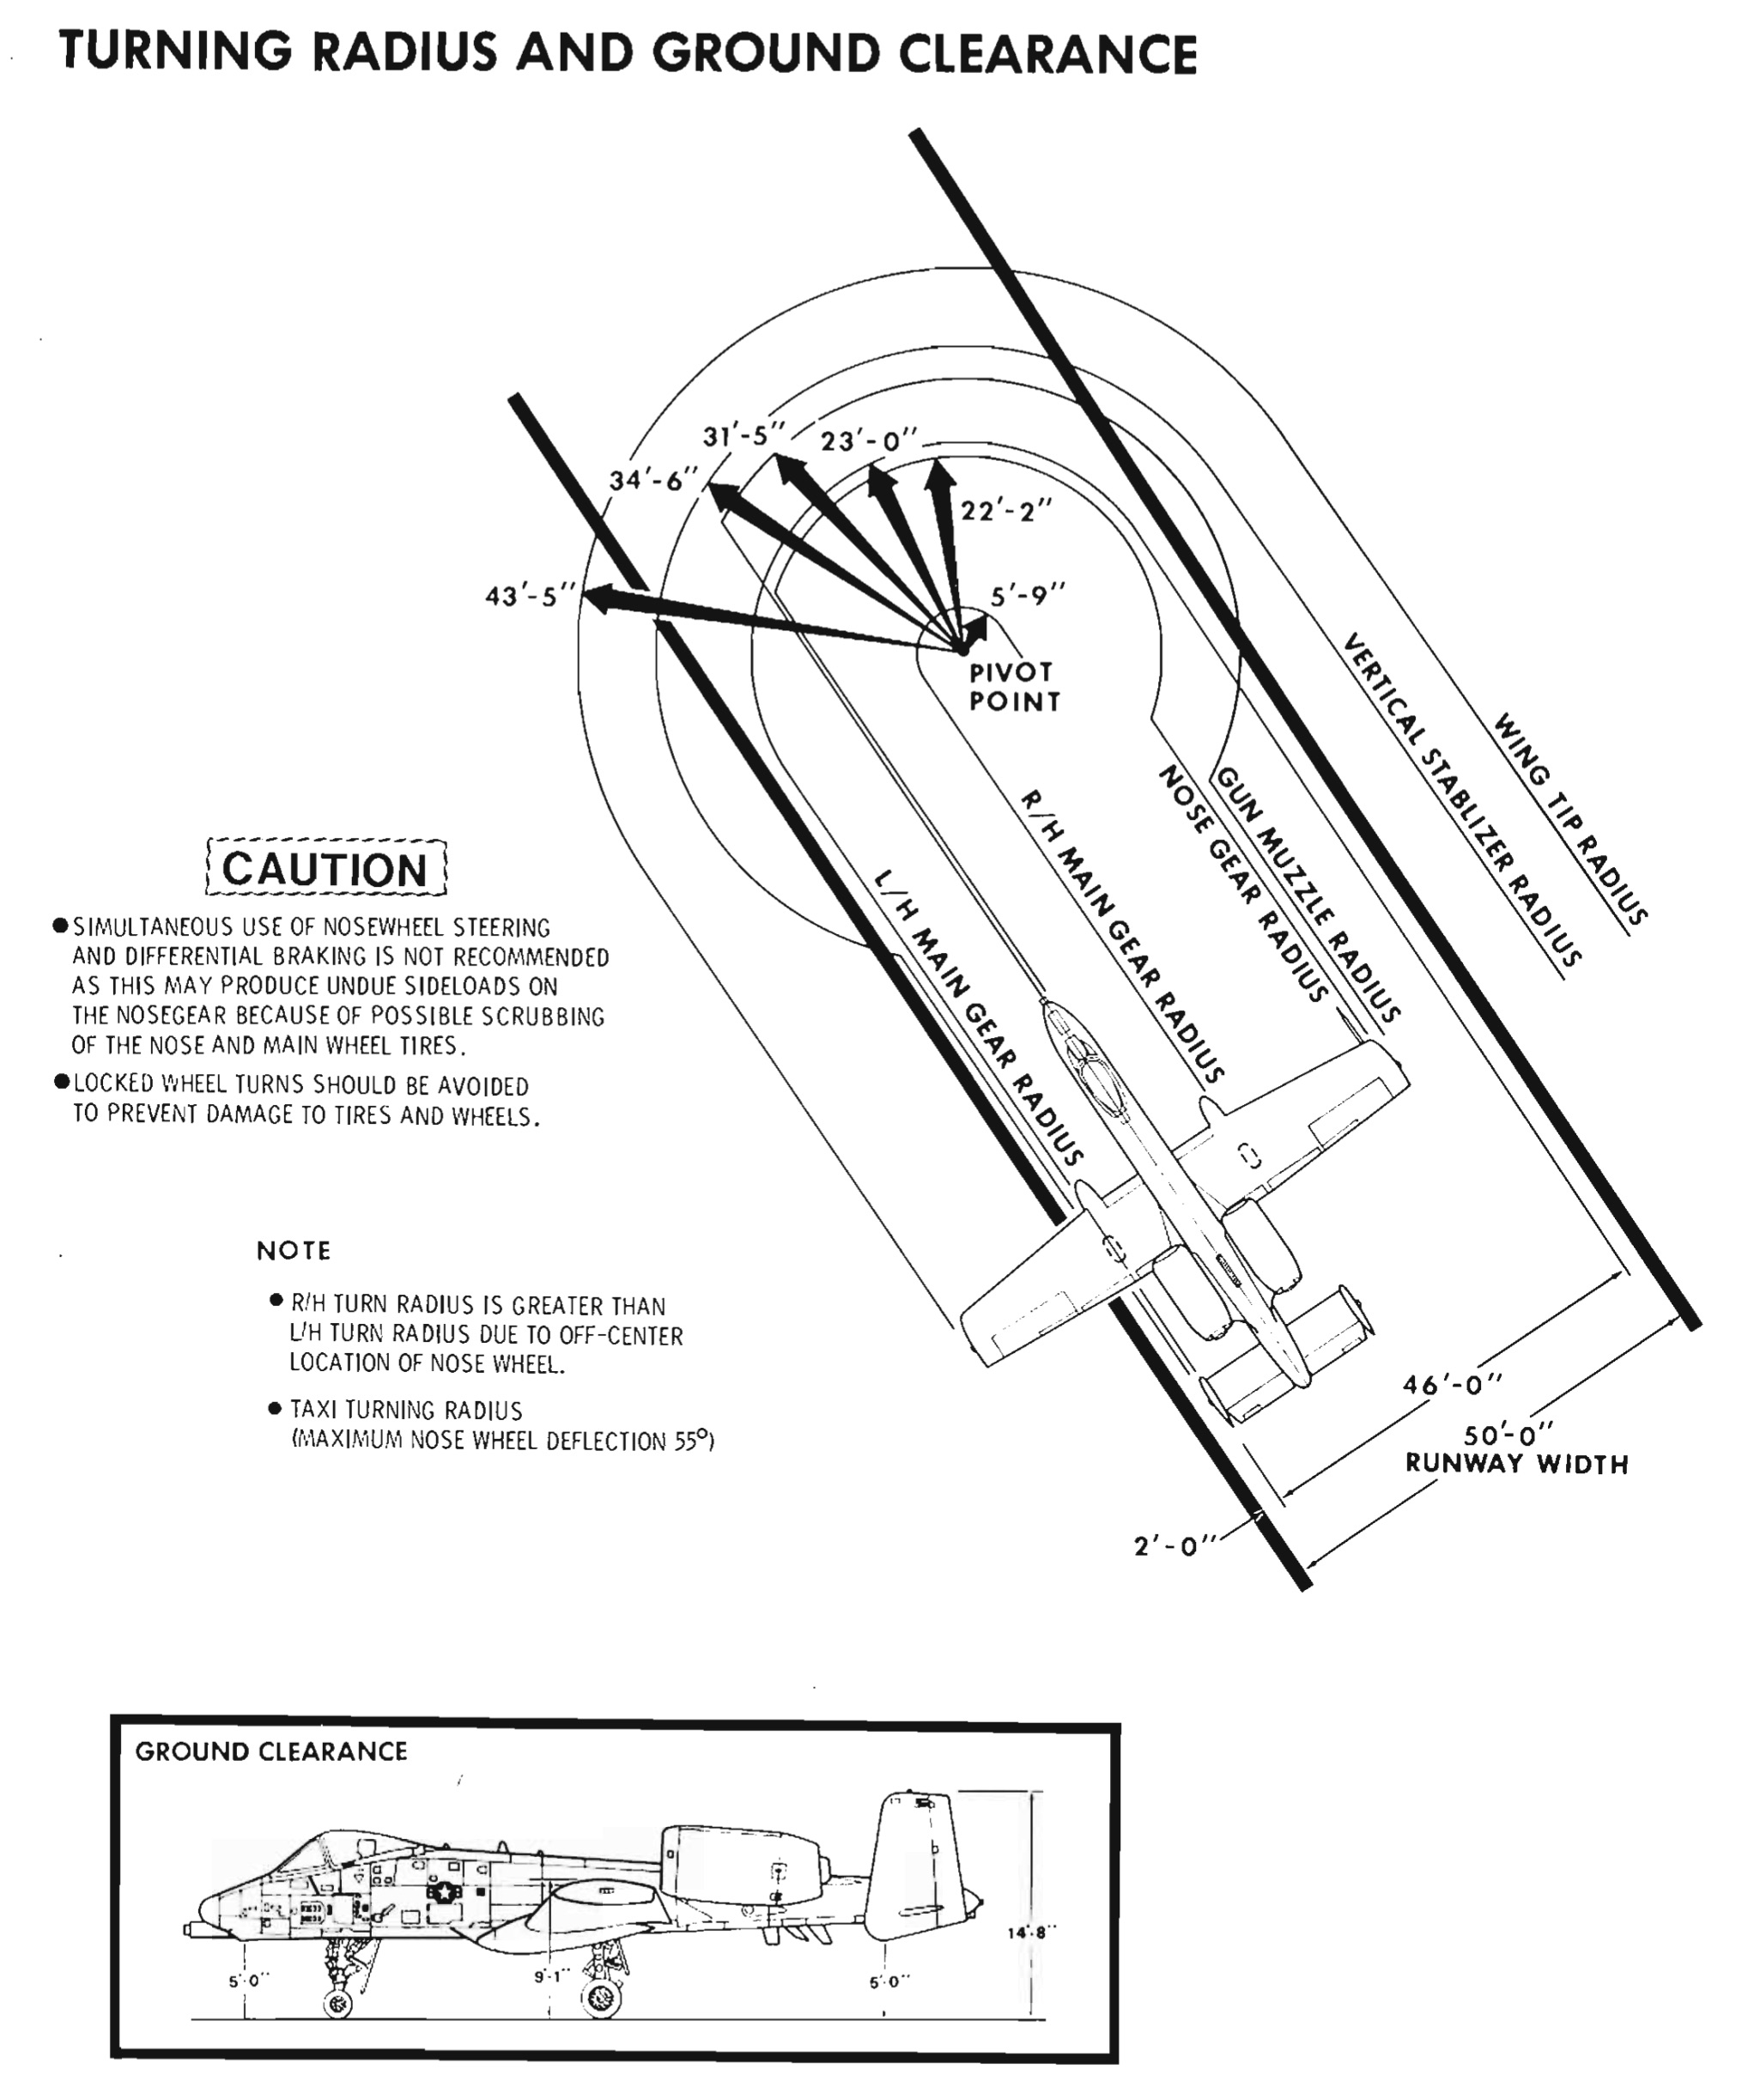 TURNING RADIUS AND GROUND CLEARANCE
31'-5"
23'-0"
34'-6"
22'-2"
43'-5"
5'-9"
PIVOT
POINT
VERTICAL STABLIZER RADIUS
WING TIP RADIUS
NOSE GEAR RADIUS
GUN MUZZLE RADIUS
R/H MAIN GEAR RADIUS
L/H MAIN GEAR RADIUS
CAUTION
●SIMULTANEOUS USE OF NOSEWHEEL STEERING
AND DIFFERENTIAL BRAKING IS NOT RECOMMENDED
AS THIS MAY PRODUCE UNDUE SIDELOADS ON
THE NOSEGEAR BECAUSE OF POSSIBLE SCRUBBING
OF THE NOSE AND MAIN WHEEL TIRES.
●LOCKED WHEEL TURNS SHOULD BE AVOIDED
TO PREVENT DAMAGE TO TIRES AND WHEELS.
NOTE
● R/H TURN RADIUS IS GREATER THAN
L/H TURN RADIUS DUE TO OFF-CENTER
LOCATION OF NOSE WHEEL.
● TAXI TURNING RADIUS
(MAXIMUM NOSE WHEEL DEFLECTION 55°)
46'-0"
50'-0"
RUNWAY WIDTH
2'-0"
GROUND CLEARANCE
14'-8"
5'-0"
9'-1"
6'-0"